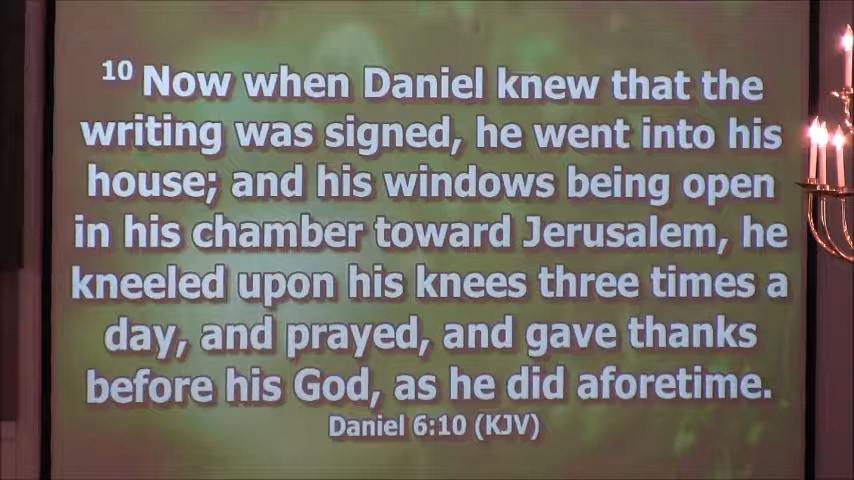 10 Now when Daniel knew that the
writing was signed, he went into his
house; and his windows being open
in his chamber toward Jerusalem, he
kneeled upon his knees three times a
day, and prayed, and gave thanks
before his God, as he did aforetime.
Daniel 6:10 (KJV)